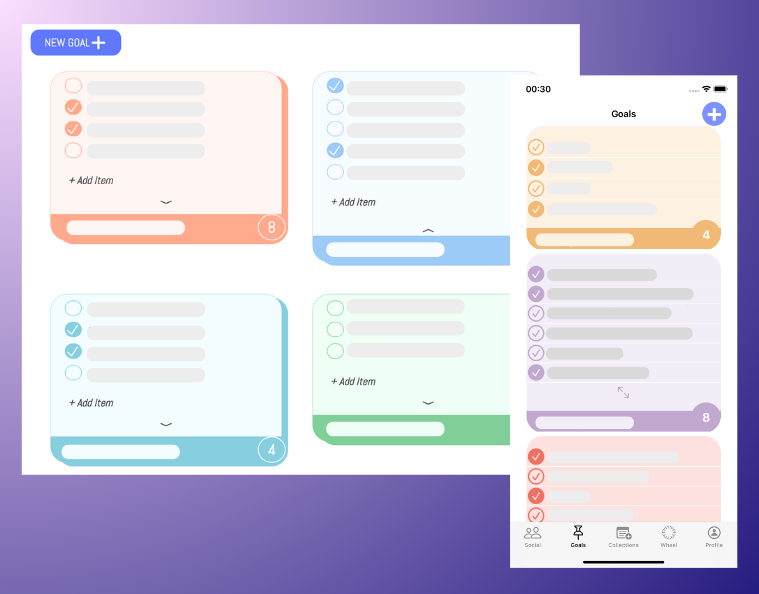 NEW GOAL +
+ Add Item
8
+ Add Item
+ Add Item
4
+ Add Item
00:30
Goals
4
8
Social
Goals
Collections
Wheel
Profile